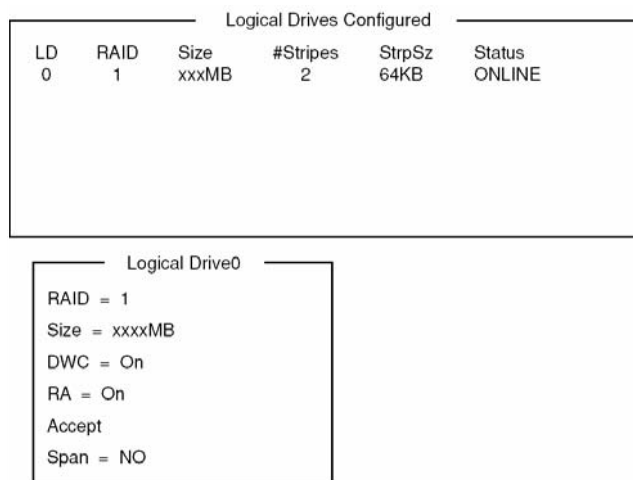 Logical Drives Configured
LD RAID Size #Stripes StrpSz Status
0 1 xxxMB 2 64KB ONLINE
Logical Drive0
RAID = 1
Size = xxxxMB
DWC = On
RA = On
Accept
Span = NO